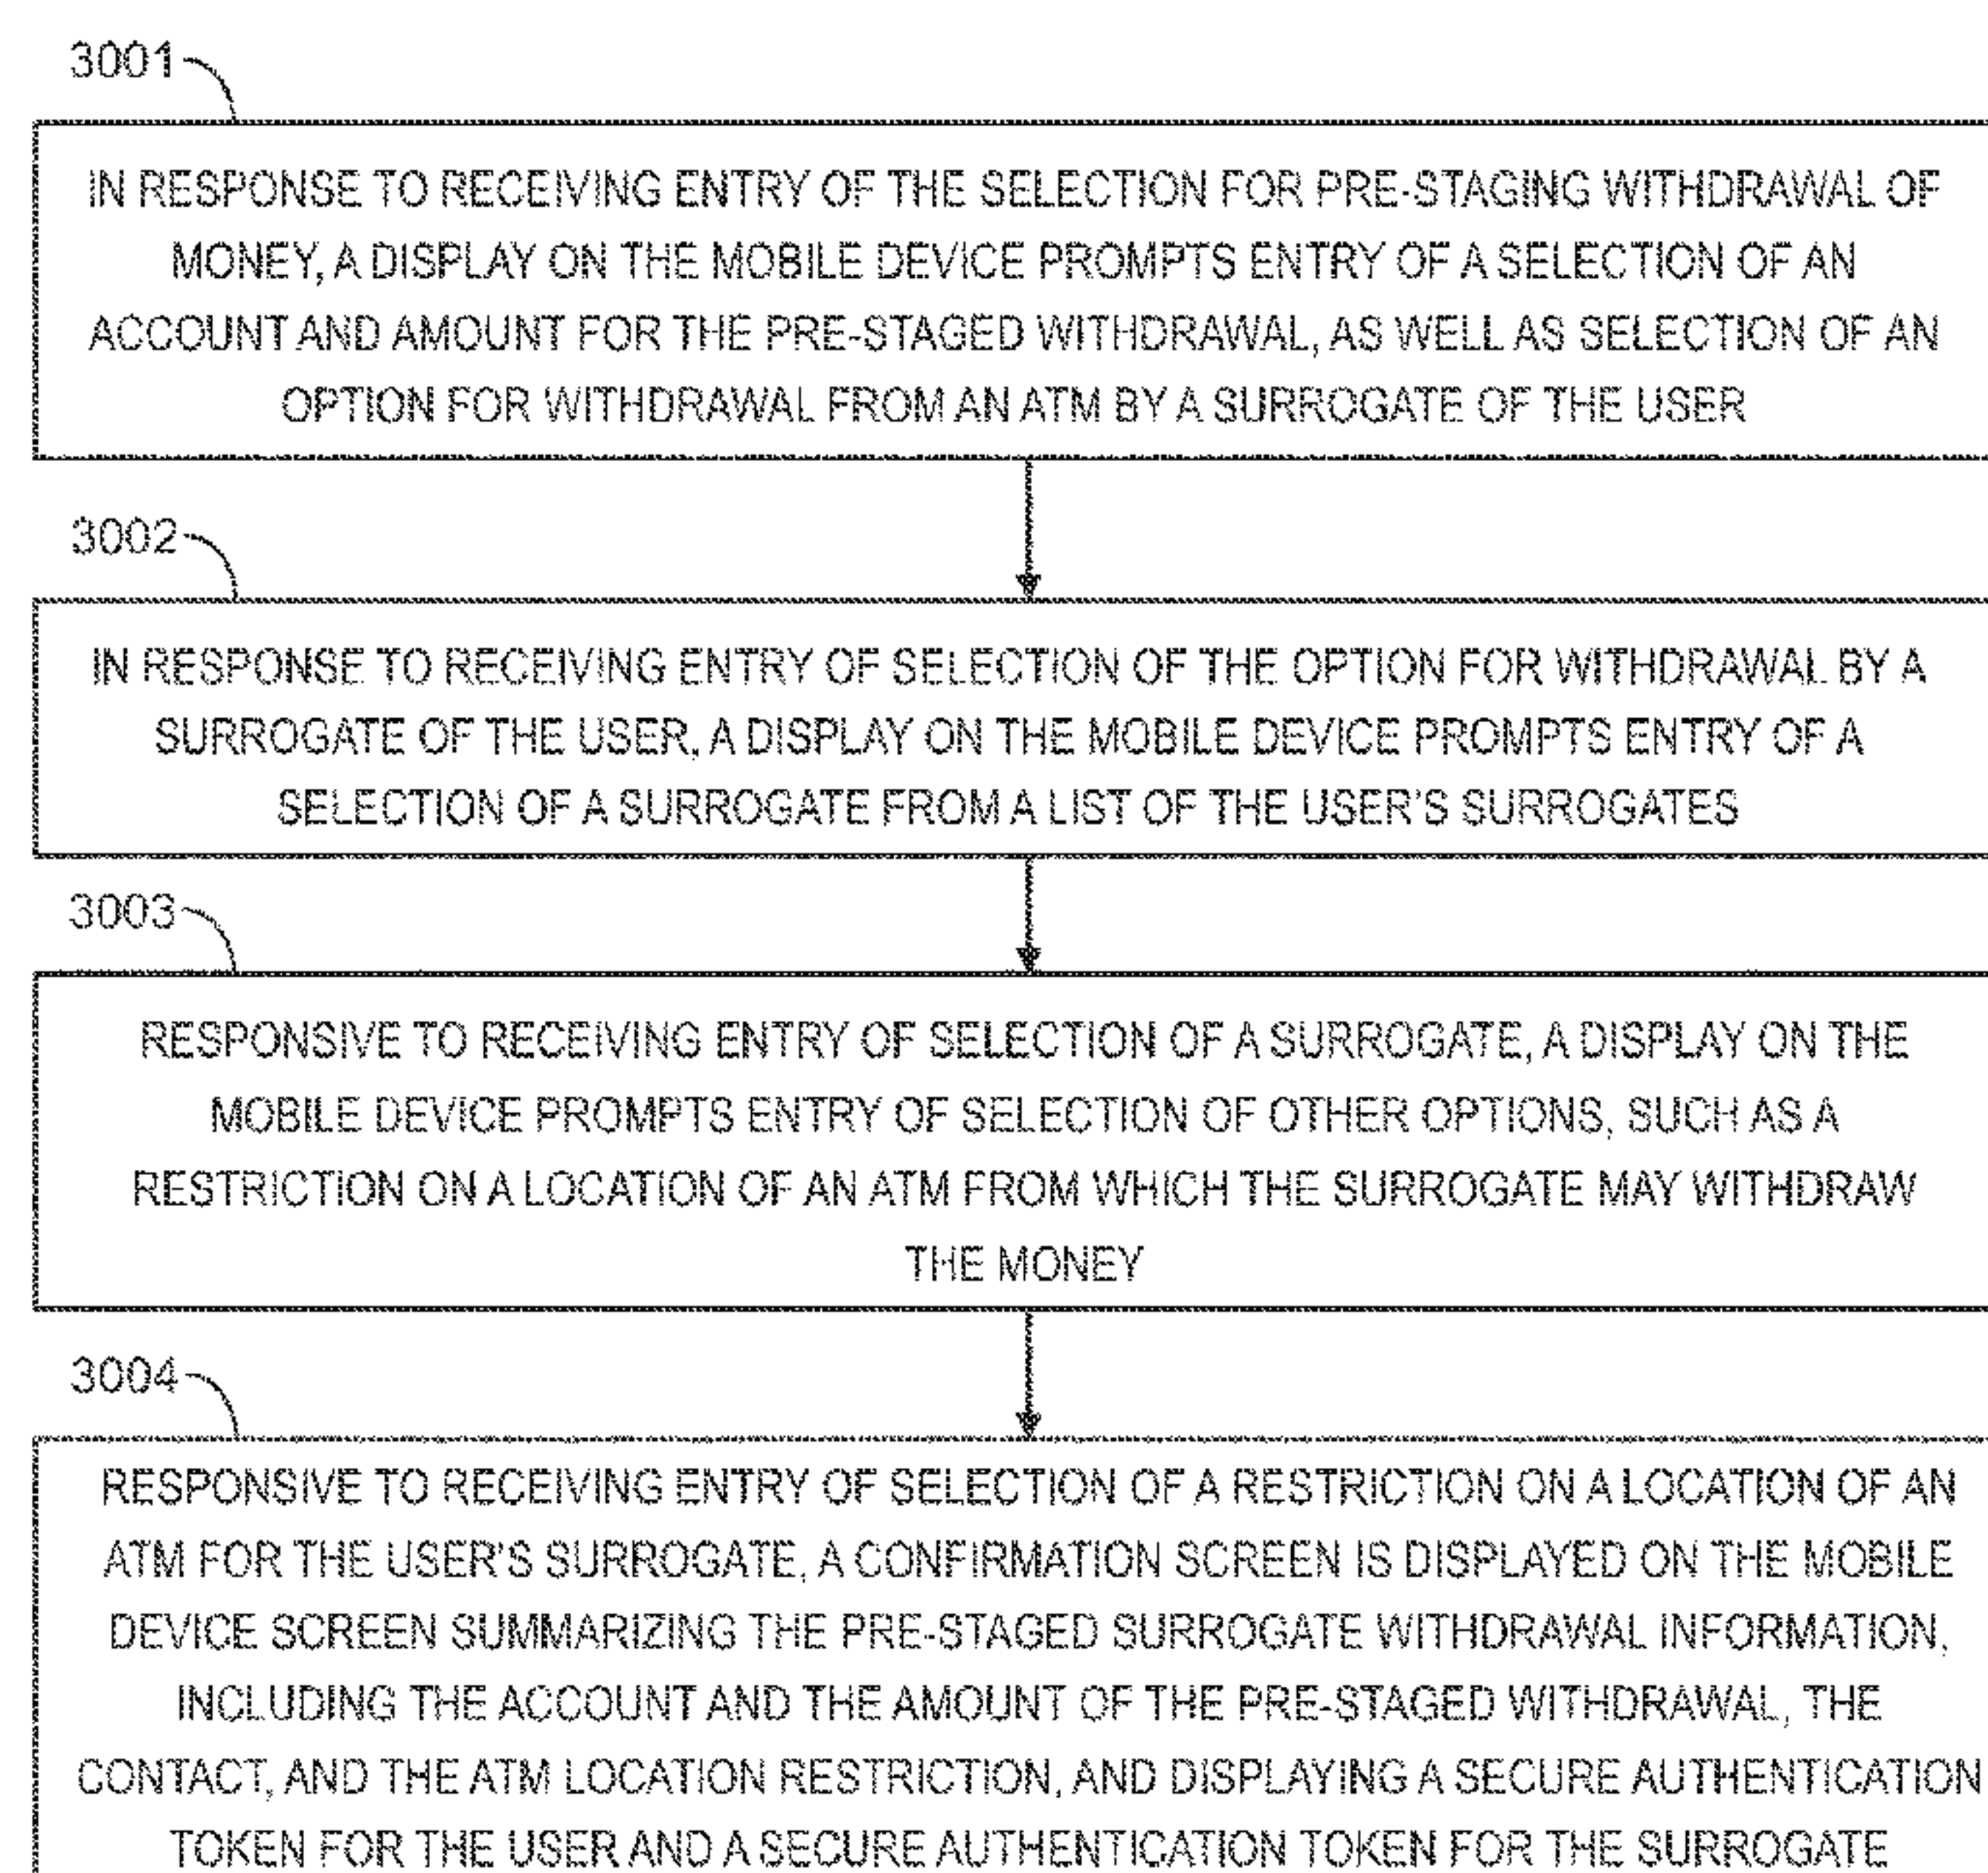 3001
IN RESPONSE TO RECEIVING ENTRY OF THE SELECTION FOR PRE-STAGING WITHDRAWAL OF
MONEY, A DISPLAY ON THE MOBILE DEVICE PROMPTS ENTRY OF A SELECTION OF AN
ACCOUNT AND AMOUNT FOR THE PRE-STAGED WITHDRAWAL, AS WELL AS SELECTION OF AN
OPTION FOR WITHDRAWAL FROM AN ATM BY A SURROGATE OF THE USER
3002
IN RESPONSE TO RECEIVING ENTRY OF SELECTION OF THE OPTION FOR WITHDRAWAL BY A
SURROGATE OF THE USER, A DISPLAY ON THE MOBILE DEVICE PROMPTS ENTRY OF A
SELECTION OF A SURROGATE FROM A LIST OF THE USER'S SURROGATES
3003
RESPONSIVE TO RECEIVING ENTRY OF SELECTION OF A SURROGATE, A DISPLAY ON THE
MOBILE DEVICE PROMPTS ENTRY OF SELECTION OF OTHER OPTIONS, SUCH AS A
RESTRICTION ON A LOCATION OF AN ATM FROM WHICH THE SURROGATE MAY WITHDRAW
THE MONEY
3004
RESPONSIVE TO RECEIVING ENTRY OF SELECTION OF A RESTRICTION ON A LOCATION OF AN
ATM FOR THE USER'S SURROGATE, A CONFIRMATION SCREEN IS DISPLAYED ON THE MOBILE
DEVICE SCREEN SUMMARIZING THE PRE-STAGED SURROGATE WITHDRAWAL INFORMATION,
INCLUDING THE ACCOUNT AND THE AMOUNT OF THE PRE-STAGED WITHDRAWAL, THE
CONTACT, AND THE ATM LOCATION RESTRICTION, AND DISPLAYING A SECURE AUTHENTICATION
TOKEN FOR THE USER AND A SECURE AUTHENTICATION TOKEN FOR THE SURROGATE